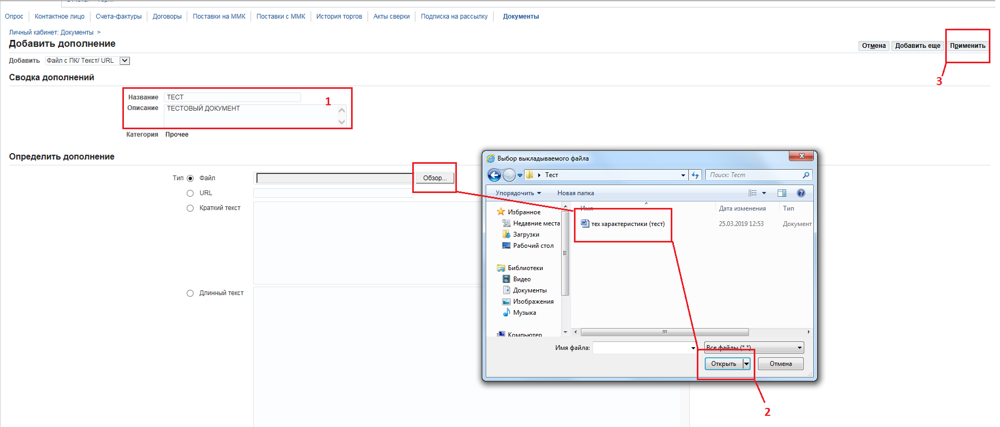 Опрос Контактное лицо Счета-фактуры Договоры Поставки на ММК Поставки с ММК История торгов Акты сверки Подписка на рассылку Документы
Личный кабинет: Документы >
Добавить дополнение
Отмена Добавить еще Применить
Добавить Файл с ПК/ Текст/ URL
3
Сводка дополнений
Название ТЕСТ
1
Описание ТЕСТОВЫЙ ДОКУМЕНТ
Категория Прочее
Определить дополнение
Тип Файл Обзор...
URL
Краткий текст
Длинный текст
Выбор выкладываемого файла
Тест Поиск: Тест
Упорядочить Новая папка
Имя Дата изменения Тип
Избранное
Недавние места
Загрузки
Рабочий стол
тех характеристики (тест) 25.03.2019 12:53 Документ
Библиотеки
Видео
Документы
Изображения
Музыка
Компьютер
Имя файла: Все файлы (*.*)
Открыть Отмена
2